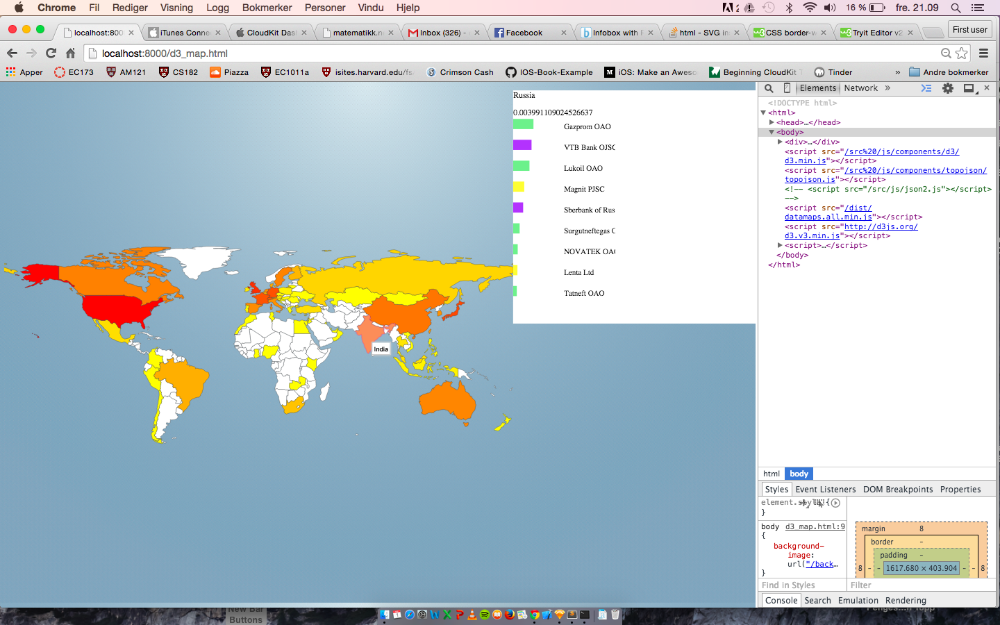 Chrome Fil Rediger Visning Logg Bokmerker Personer Vindu Hjelp 16 % fre. 21.09
localhost:800 iTunes Conne CloudKit Das matematikk.n Inbox (326) - Facebook Infobox with html - SVG in CSS border-w Tryit Editor v2 First user
localhost:8000/d3_map.html
Apper EC173 AM121 CS182 Piazza EC1011a isites.harvard.edu/fs Crimson Cash IOS-Book-Example iOS: Make an Aweso Beginning CloudKit Tinder » Andre bokmerker
Russia
0.003991109024526637
Gazprom OAO
VTB Bank OJSC
Lukoil OAO
Magnit PJSC
Sberbank of Rus
Surgutneftegas
NOVATEK OAO
Lenta Ltd
Tatneft OAO
India
Elements Network » ×
<!DOCTYPE html>
<html>
<head>…</head>
<body>
<div>…</div>
<script src="/src%20/js/components/d3/
d3.min.js"></script>
<script src="/src%20/js/components/topojson/
topojson.js"></script>
<!-- <script src="/src/js/json2.js"></script>
-->
<script src="/dist/
datamaps.all.min.js"></script>
<script src="http://d3js.org/
d3.v3.min.js"></script>
<script>…</script>
</body>
</html>
html body
Styles Event Listeners DOM Breakpoints Properties
element.style {
}
body d3_map.html:9
{
background-
image:
url("/back…
}
margin 8
border -
padding -
8 - - 1617.680 × 403.904 - - 8
Find in Styles Filter
Console Search Emulation Rendering
New Bar
Buttons